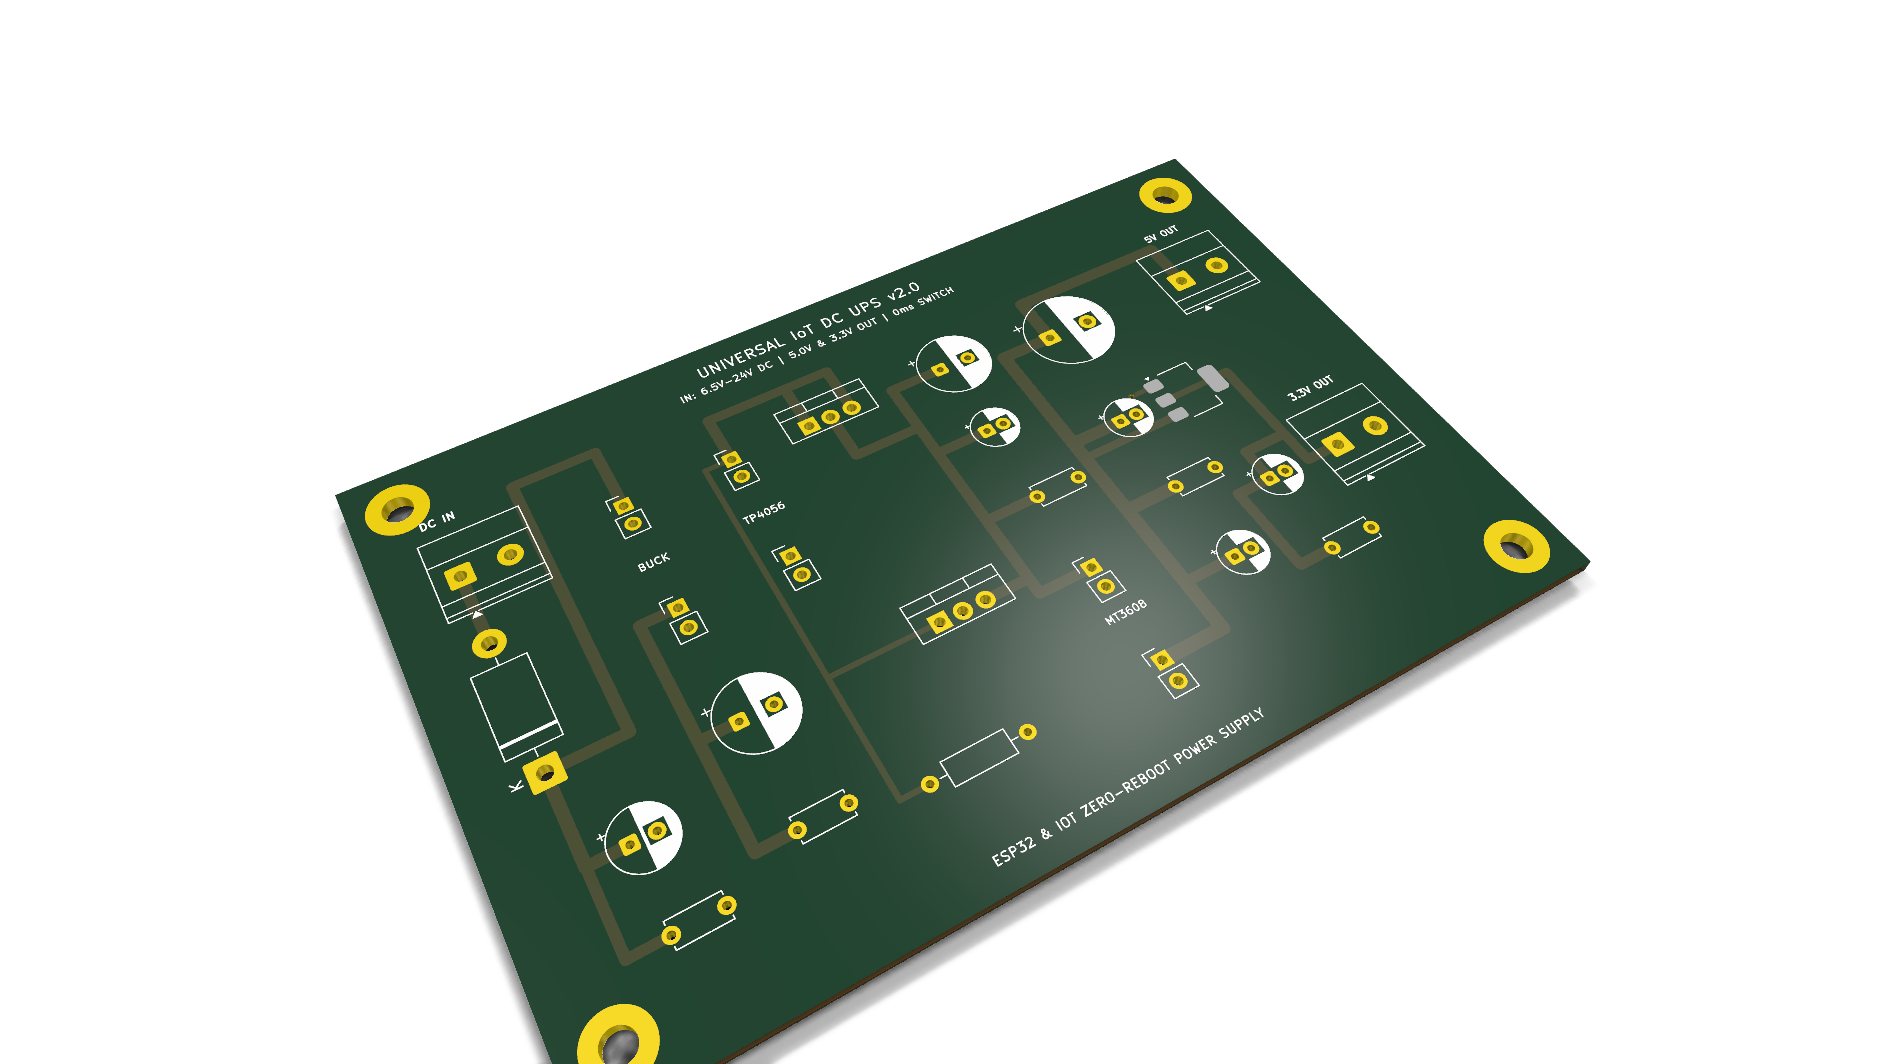 UNIVERSAL IoT DC UPS v2.0
IN: 6.5V-24V DC | 5.0V & 3.3V OUT | 0ms SWITCH
5V OUT
3.3V OUT
DC IN
TP4056
BUCK
MT3608
K
+
+
+
+
+
+
+
+
ESP32 & IOT ZERO-REBOOT POWER SUPPLY